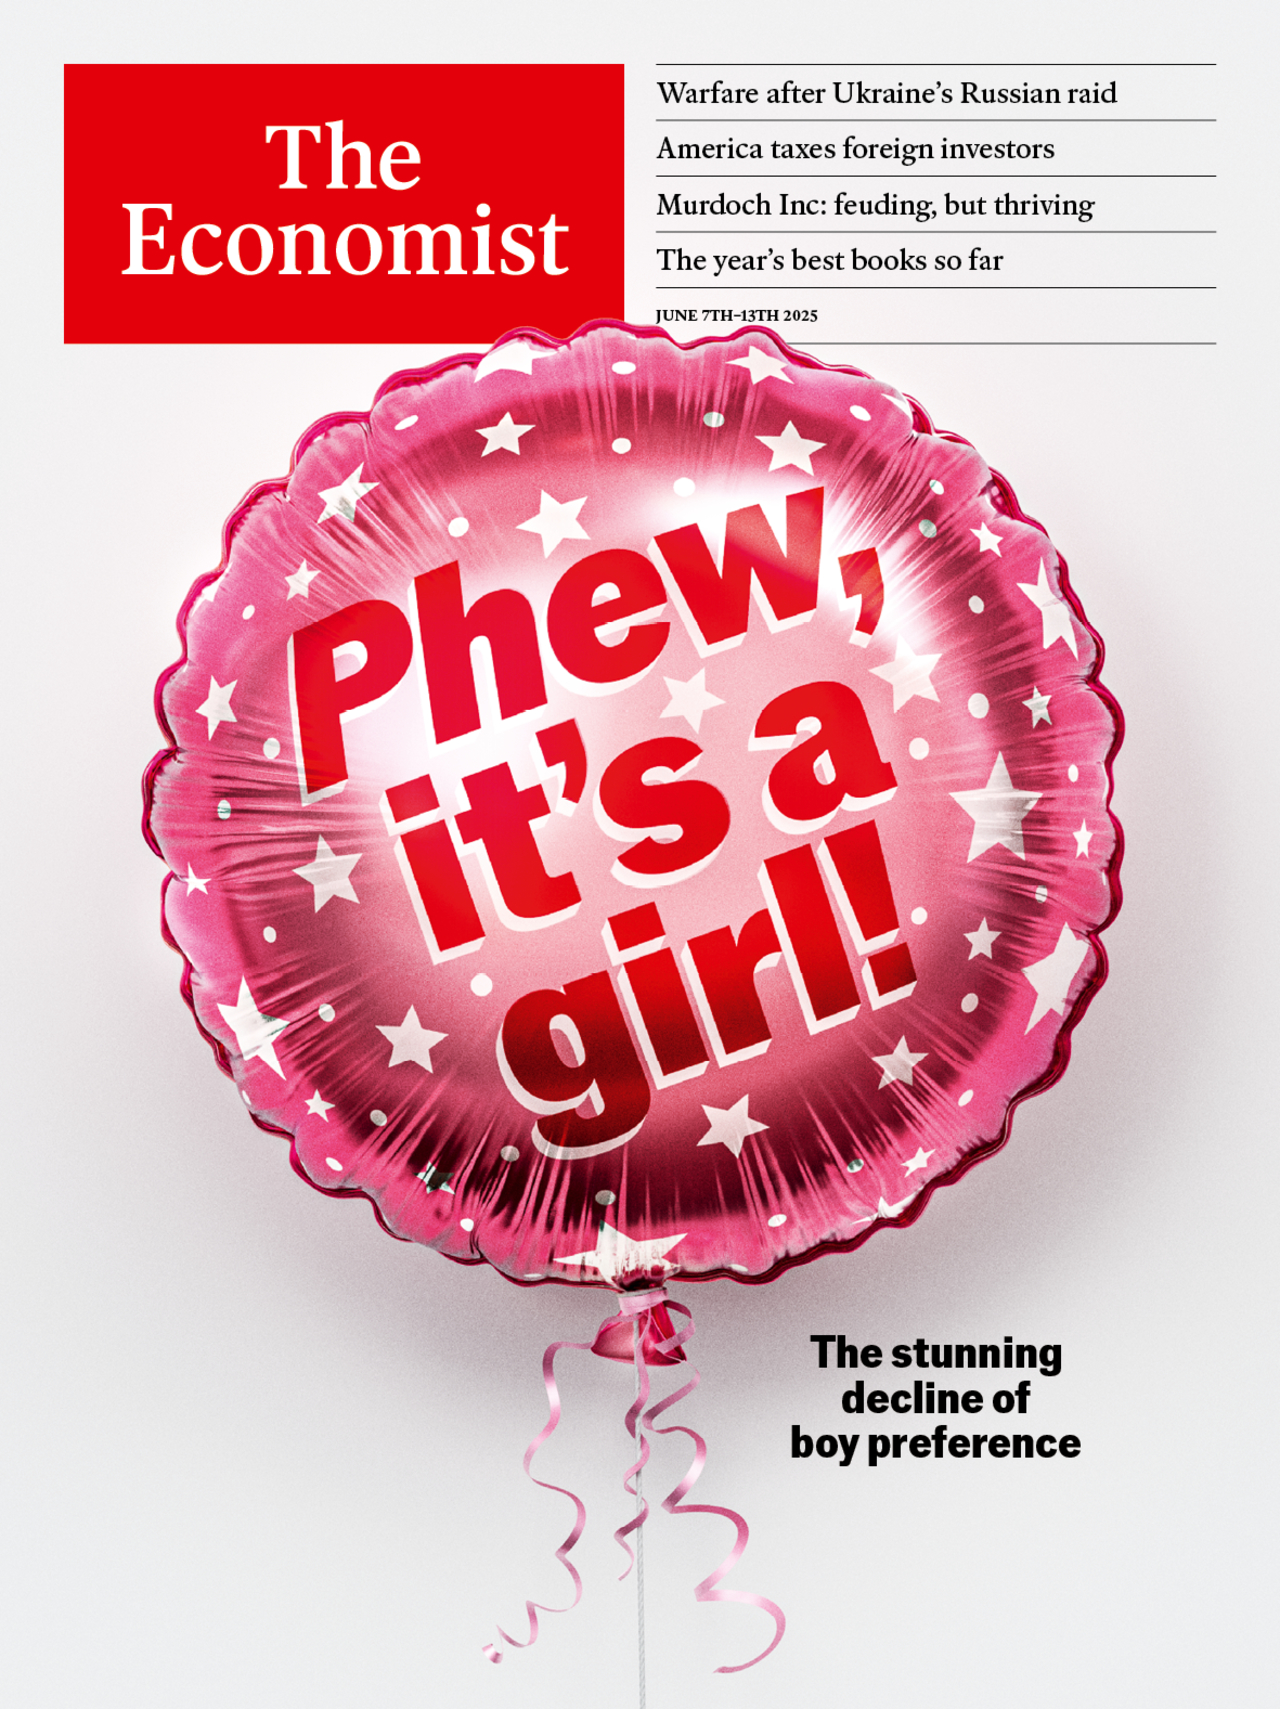 The
Economist
Warfare after Ukraine’s Russian raid
America taxes foreign investors
Murdoch Inc: feuding, but thriving
The year’s best books so far
JUNE 7TH–13TH 2025
Phew,
it’s a
girl!
The stunning
decline of
boy preference